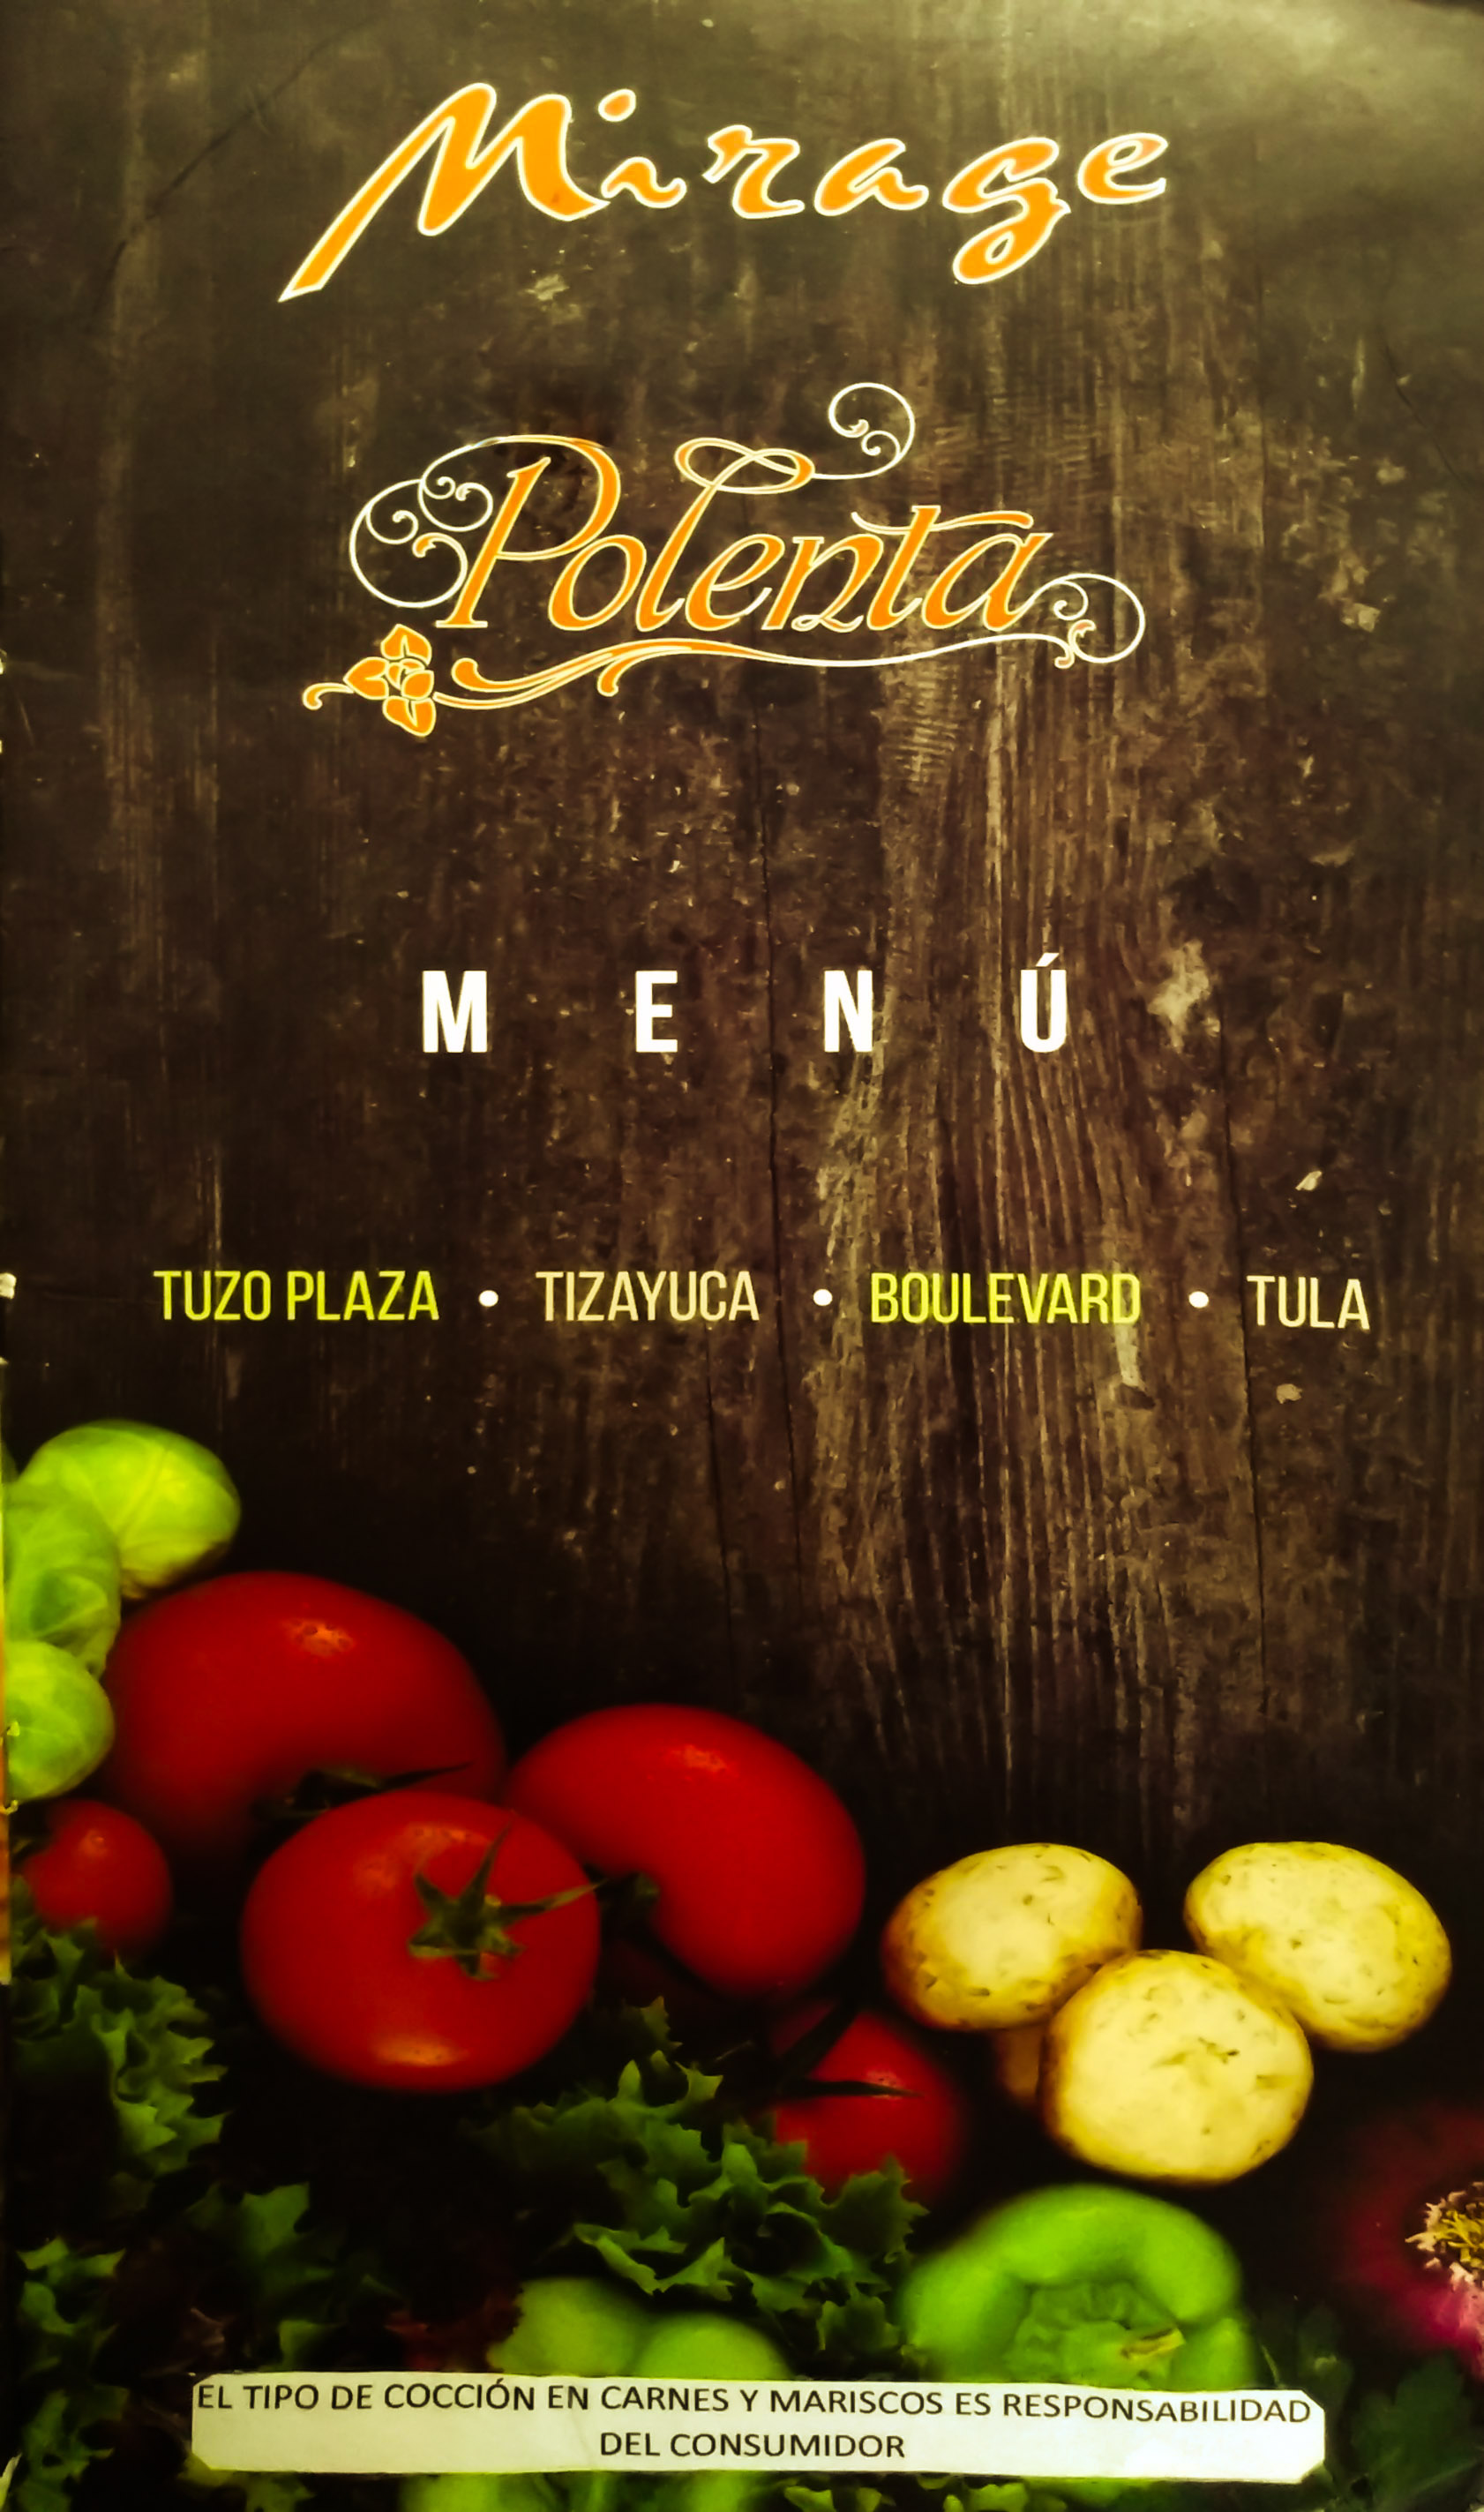 Mirage
Polenta
MENÚ
TUZO PLAZA • TIZAYUCA • BOULEVARD • TULA
EL TIPO DE COCCIÓN EN CARNES Y MARISCOS ES RESPONSABILIDAD
DEL CONSUMIDOR